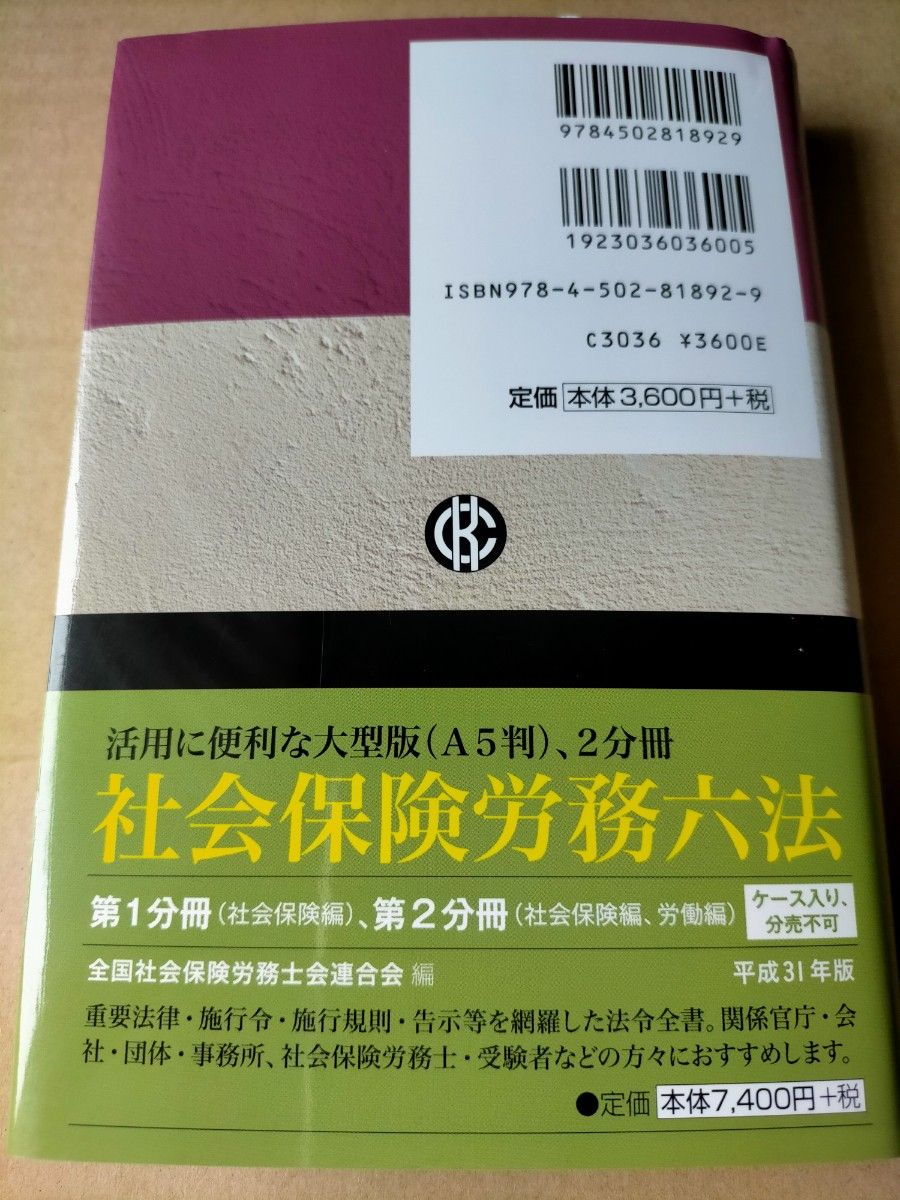 9784502818929
1923036036005
ISBN978-4-502-81892-9
C3036 ¥3600E
定価 本体3,600円+税
活用に便利な大型版(A5判)、2分冊
社会保険労務六法
第1分冊(社会保険編)、第2分冊(社会保険編、労働編)
ケース入り、
分売不可
全国社会保険労務士会連合会 編
平成31年版
重要法律・施行令・施行規則・告示等を網羅した法令全書。関係官庁・会
社・団体・事務所、社会保険労務士・受験者などの方々におすすめします。
●定価 本体7,400円+税